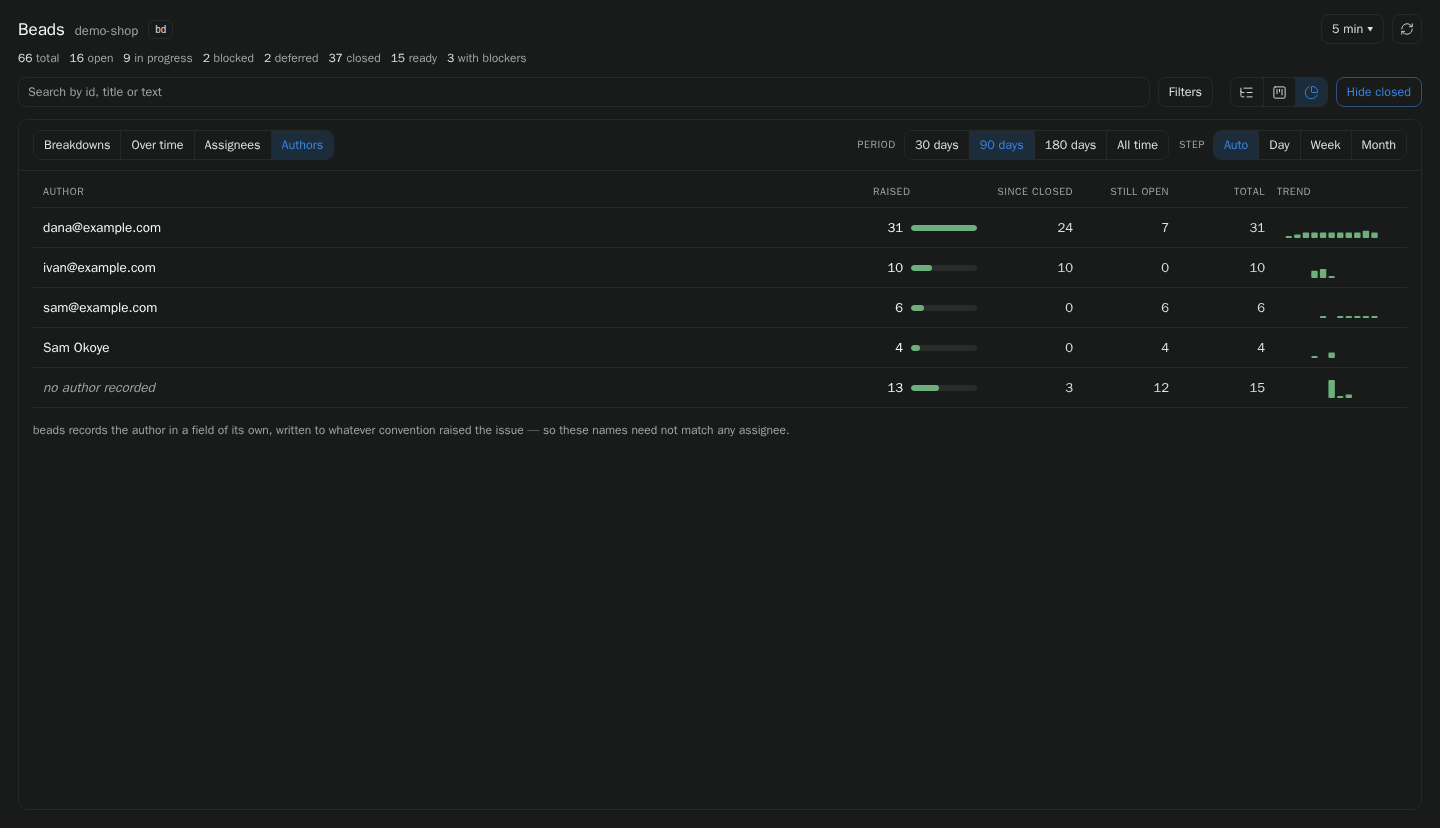 Beads demo-shop bd 5 min
66 total 16 open 9 in progress 2 blocked 2 deferred 37 closed 15 ready 3 with blockers
Search by id, title or text Filters Hide closed
Breakdowns Over time Assignees Authors PERIOD 30 days 90 days 180 days All time STEP Auto Day Week Month
AUTHOR RAISED SINCE CLOSED STILL OPEN TOTAL TREND
dana@example.com 31 24 7 31
ivan@example.com 10 10 0 10
sam@example.com 6 0 6 6
Sam Okoye 4 0 4 4
no author recorded 13 3 12 15
beads records the author in a field of its own, written to whatever convention raised the issue — so these names need not match any assignee.